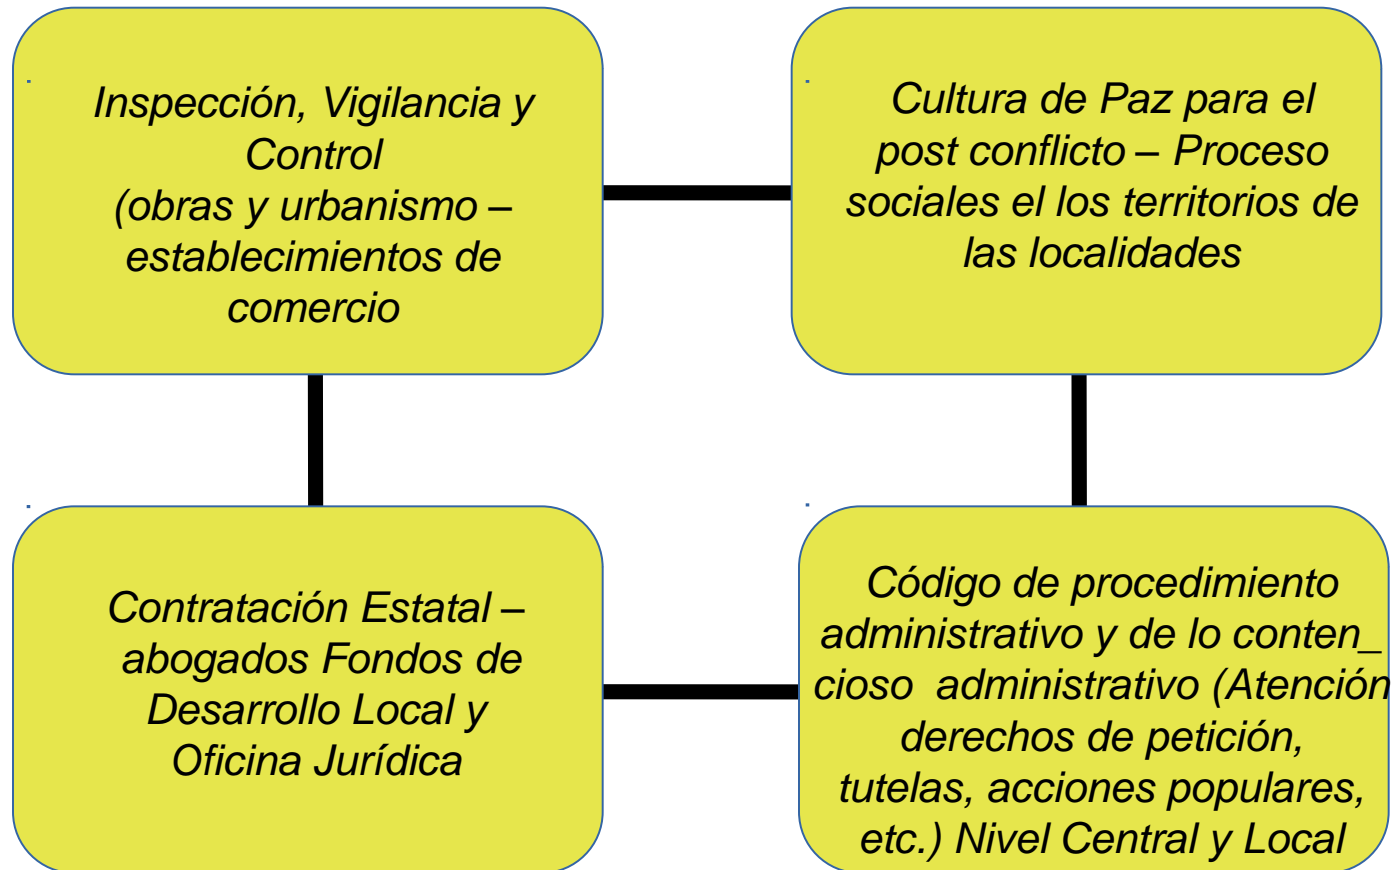 Inspección, Vigilancia y
Control
(obras y urbanismo –
establecimientos de
comercio
Cultura de Paz para el
post conflicto – Proceso
sociales el los territorios de
las localidades
Contratación Estatal –
abogados Fondos de
Desarrollo Local y
Oficina Jurídica
Código de procedimiento
administrativo y de lo conten_
cioso administrativo (Atención
derechos de petición,
tutelas, acciones populares,
etc.) Nivel Central y Local